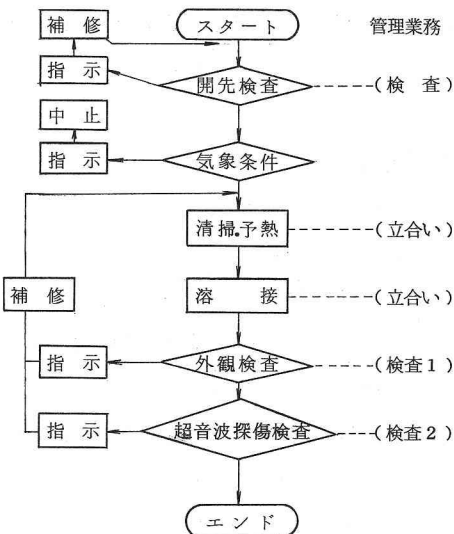 補修
スタート
管理業務
指示
開先検査
(検査)
中止
指示
気象条件
清掃・予熱
(立合い)
補修
溶接
(立合い)
指示
外観検査
(検査1)
指示
超音波探傷検査
(検査2)
エンド